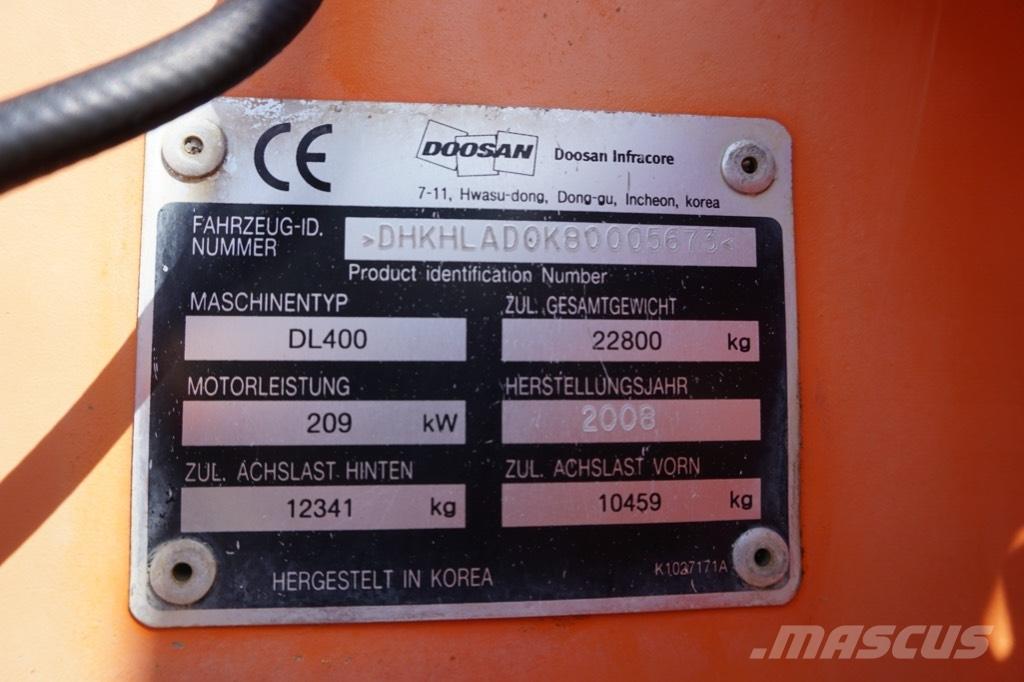 CE
DOOSAN Doosan Infracore
7-11, Hwasu-dong, Dong-gu, Incheon, korea
FAHRZEUG-ID.
NUMMER
>DHKHLAD0K80005673<
Product identification Number
MASCHINENTYP
DL400
ZUL. GESAMTGEWICHT
22800 kg
MOTORLEISTUNG
209 kW
HERSTELLUNGSJAHR
2008
ZUL. ACHSLAST HINTEN
12341 kg
ZUL. ACHSLAST VORN
10459 kg
HERGESTELT IN KOREA
K1027171A
MASCUS